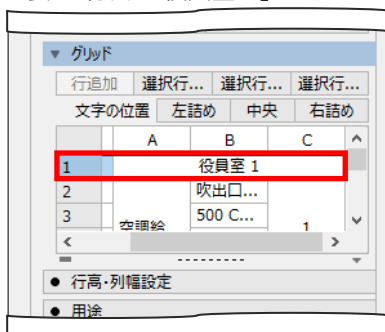 グリッド
行追加 選択行... 選択行... 選択行...
文字の位置 左詰め 中央 右詰め
A B C
1 役員室 1
2 吹出口...
3 空調給 500 C... 1
行高・列幅設定
用途